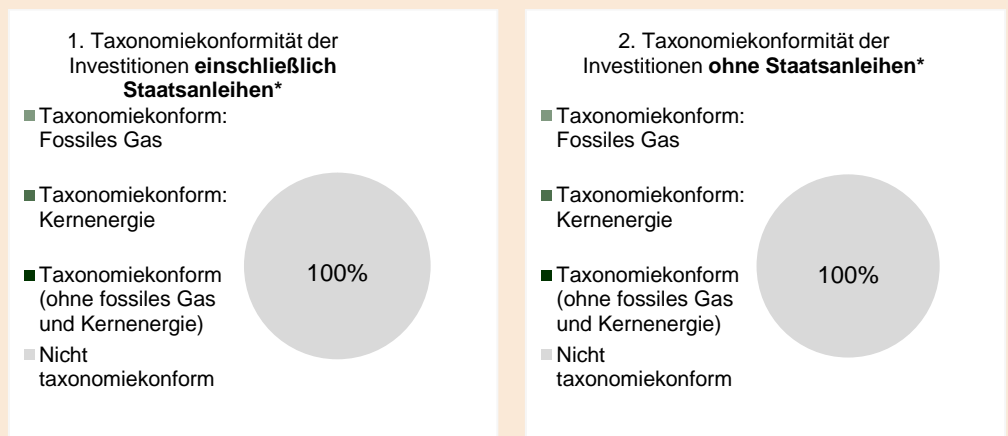 1. Taxonomiekonformität der
Investitionen einschließlich
Staatsanleihen*
Taxonomiekonform:
Fossiles Gas
Taxonomiekonform:
Kernenergie
Taxonomiekonform
(ohne fossiles Gas
und Kernenergie)
Nicht
taxonomiekonform
100%
2. Taxonomiekonformität der
Investitionen ohne Staatsanleihen*
Taxonomiekonform:
Fossiles Gas
Taxonomiekonform:
Kernenergie
Taxonomiekonform
(ohne fossiles Gas
und Kernenergie)
Nicht
taxonomiekonform
100%